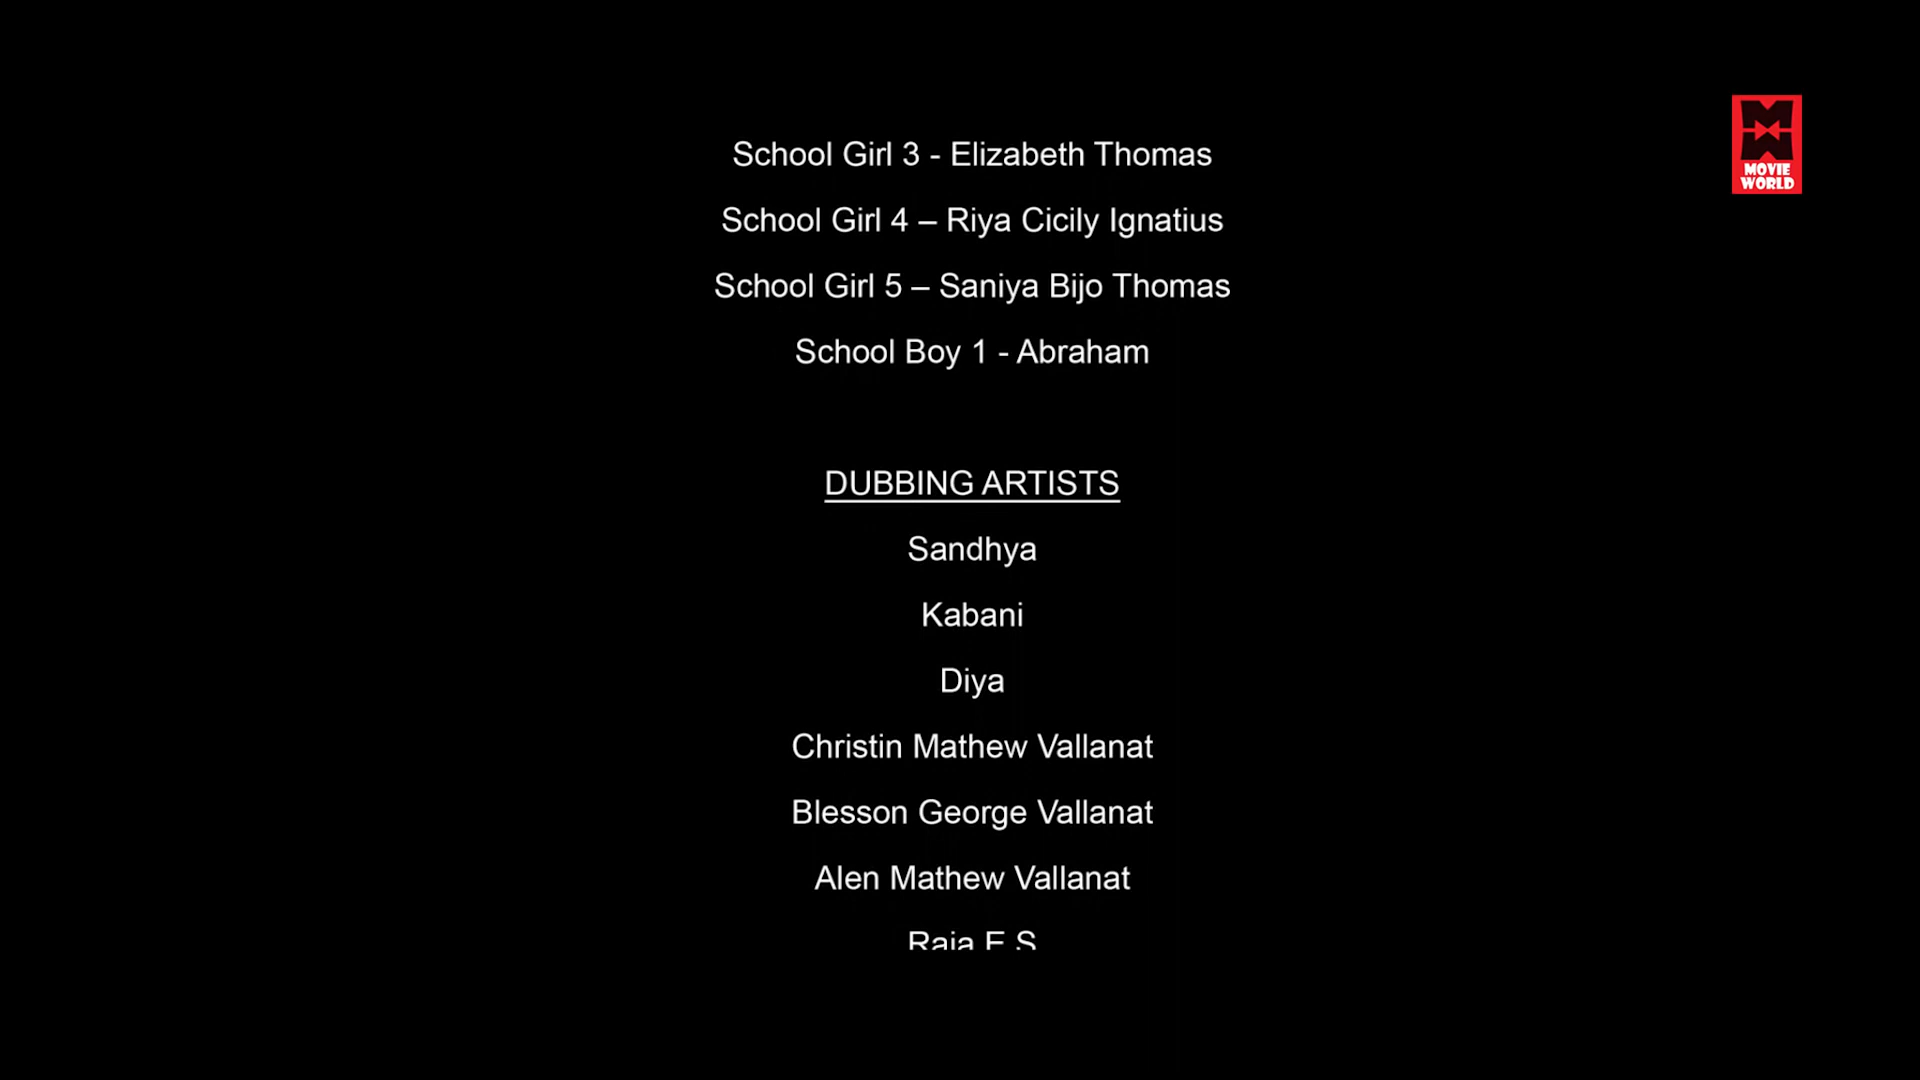 School Girl 3 - Elizabeth Thomas
School Girl 4 – Riya Cicily Ignatius
School Girl 5 – Saniya Bijo Thomas
School Boy 1 - Abraham
DUBBING ARTISTS
Sandhya
Kabani
Diya
Christin Mathew Vallanat
Blesson George Vallanat
Alen Mathew Vallanat
MOVIE
WORLD